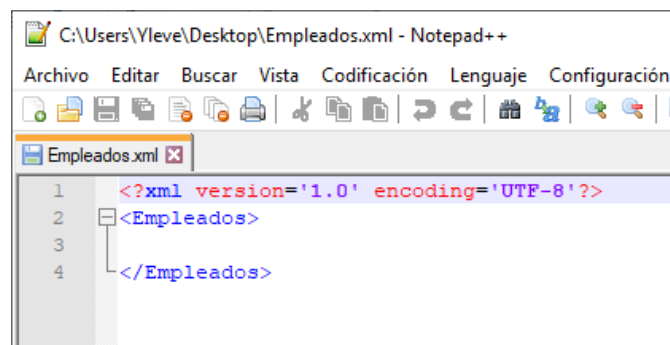 C:\Users\Yleve\Desktop\Empleados.xml - Notepad++
Archivo Editar Buscar Vista Codificación Lenguaje Configuración
Empleados.xml
1 <?xml version='1.0' encoding='UTF-8'?>
2 <Empleados>
3
4 </Empleados>